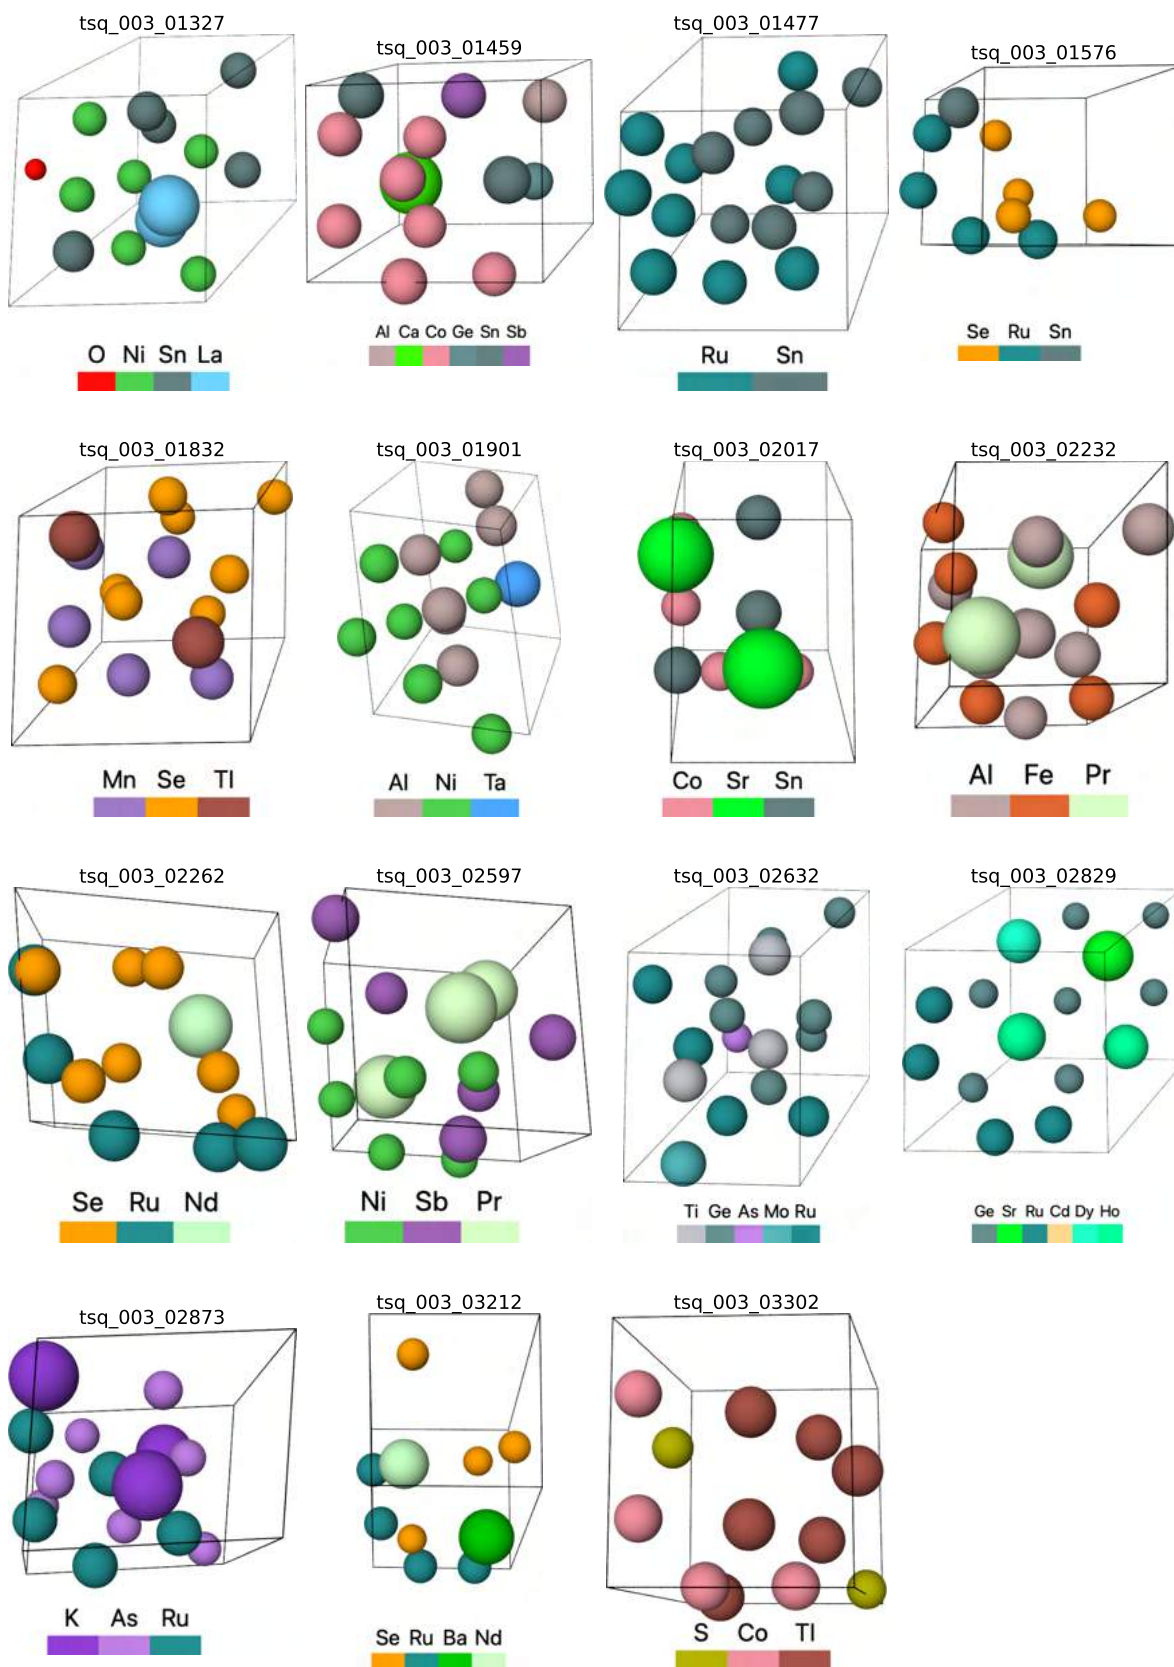 tsq_003_01327
tsq_003_01459
tsq_003_01477
tsq_003_01576
O Ni Sn La
Al Ca Co Ge Sn Sb
Ru Sn
Se Ru Sn
tsq_003_01832
tsq_003_01901
tsq_003_02017
tsq_003_02232
Mn Se Tl
Al Ni Ta
Co Sr Sn
Al Fe Pr
tsq_003_02262
tsq_003_02597
tsq_003_02632
tsq_003_02829
Se Ru Nd
Ni Sb Pr
Ti Ge As Mo Ru
Ge Sr Ru Cd Dy Ho
tsq_003_02873
tsq_003_03212
tsq_003_03302
K As Ru
Se Ru Ba Nd
S Co Tl